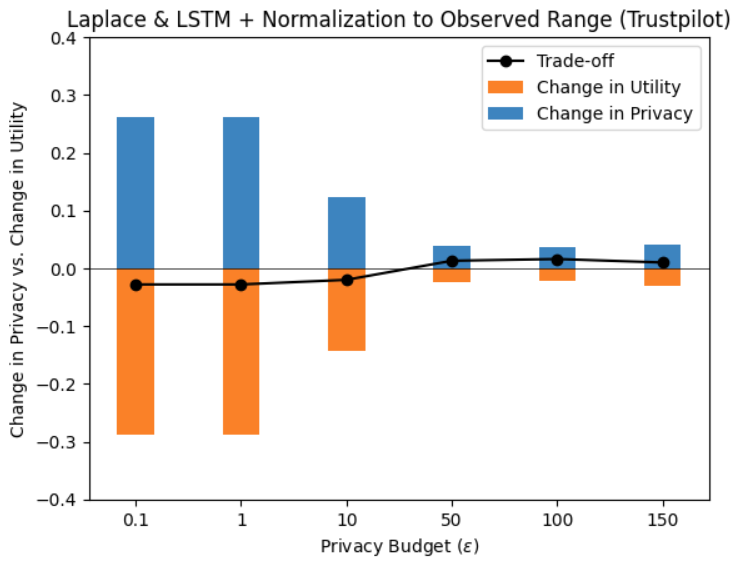 Laplace & LSTM + Normalization to Observed Range (Trustpilot)
Change in Privacy vs. Change in Utility
0.4
0.3
0.2
0.1
0.0
−0.1
−0.2
−0.3
−0.4
Trade-off
Change in Utility
Change in Privacy
0.1 1 10 50 100 150
Privacy Budget (ε)